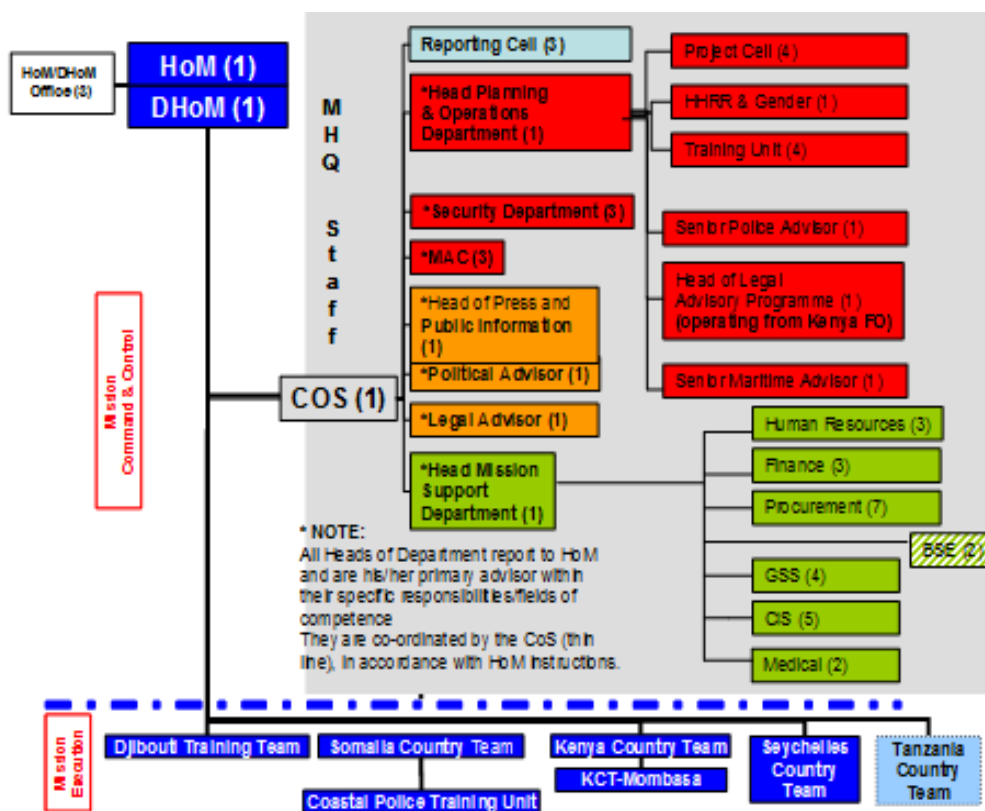 HoM (1)
DHoM (1)
HoM/DHoM
Office (3)
MHQ Staff
Reporting Cell (3)
*Head Planning
& Operations
Department (1)
*Security Department (3)
*MAC (3)
*Head of Press and
Public Information
(1)
*Political Advisor (1)
*Legal Advisor (1)
*Head Mission
Support
Department (1)
COS (1)
Project Cell (4)
HHRR & Gender (1)
Training Unit (4)
Senior Police Advisor (1)
Head of Legal
Advisory Programme (1)
(operating from Kenya FO)
Senior Maritime Advisor (1)
Human Resources (3)
Finance (3)
Procurement (7)
BSE (2)
GSS (4)
CIS (5)
Medical (2)
* NOTE:
All Heads of Department report to HoM
and are his/her primary advisor within
their specific responsibilities/fields of
competence
They are co-ordinated by the CoS (thin
line), in accordance with HoM instructions.
Mission
Command & Control
Mission
Execution
Djibouti Training Team
Somalia Country Team
Coastal Police Training Unit
Kenya Country Team
KCT-Mombasa
Seychelles
Country
Team
Tanzania
Country
Team